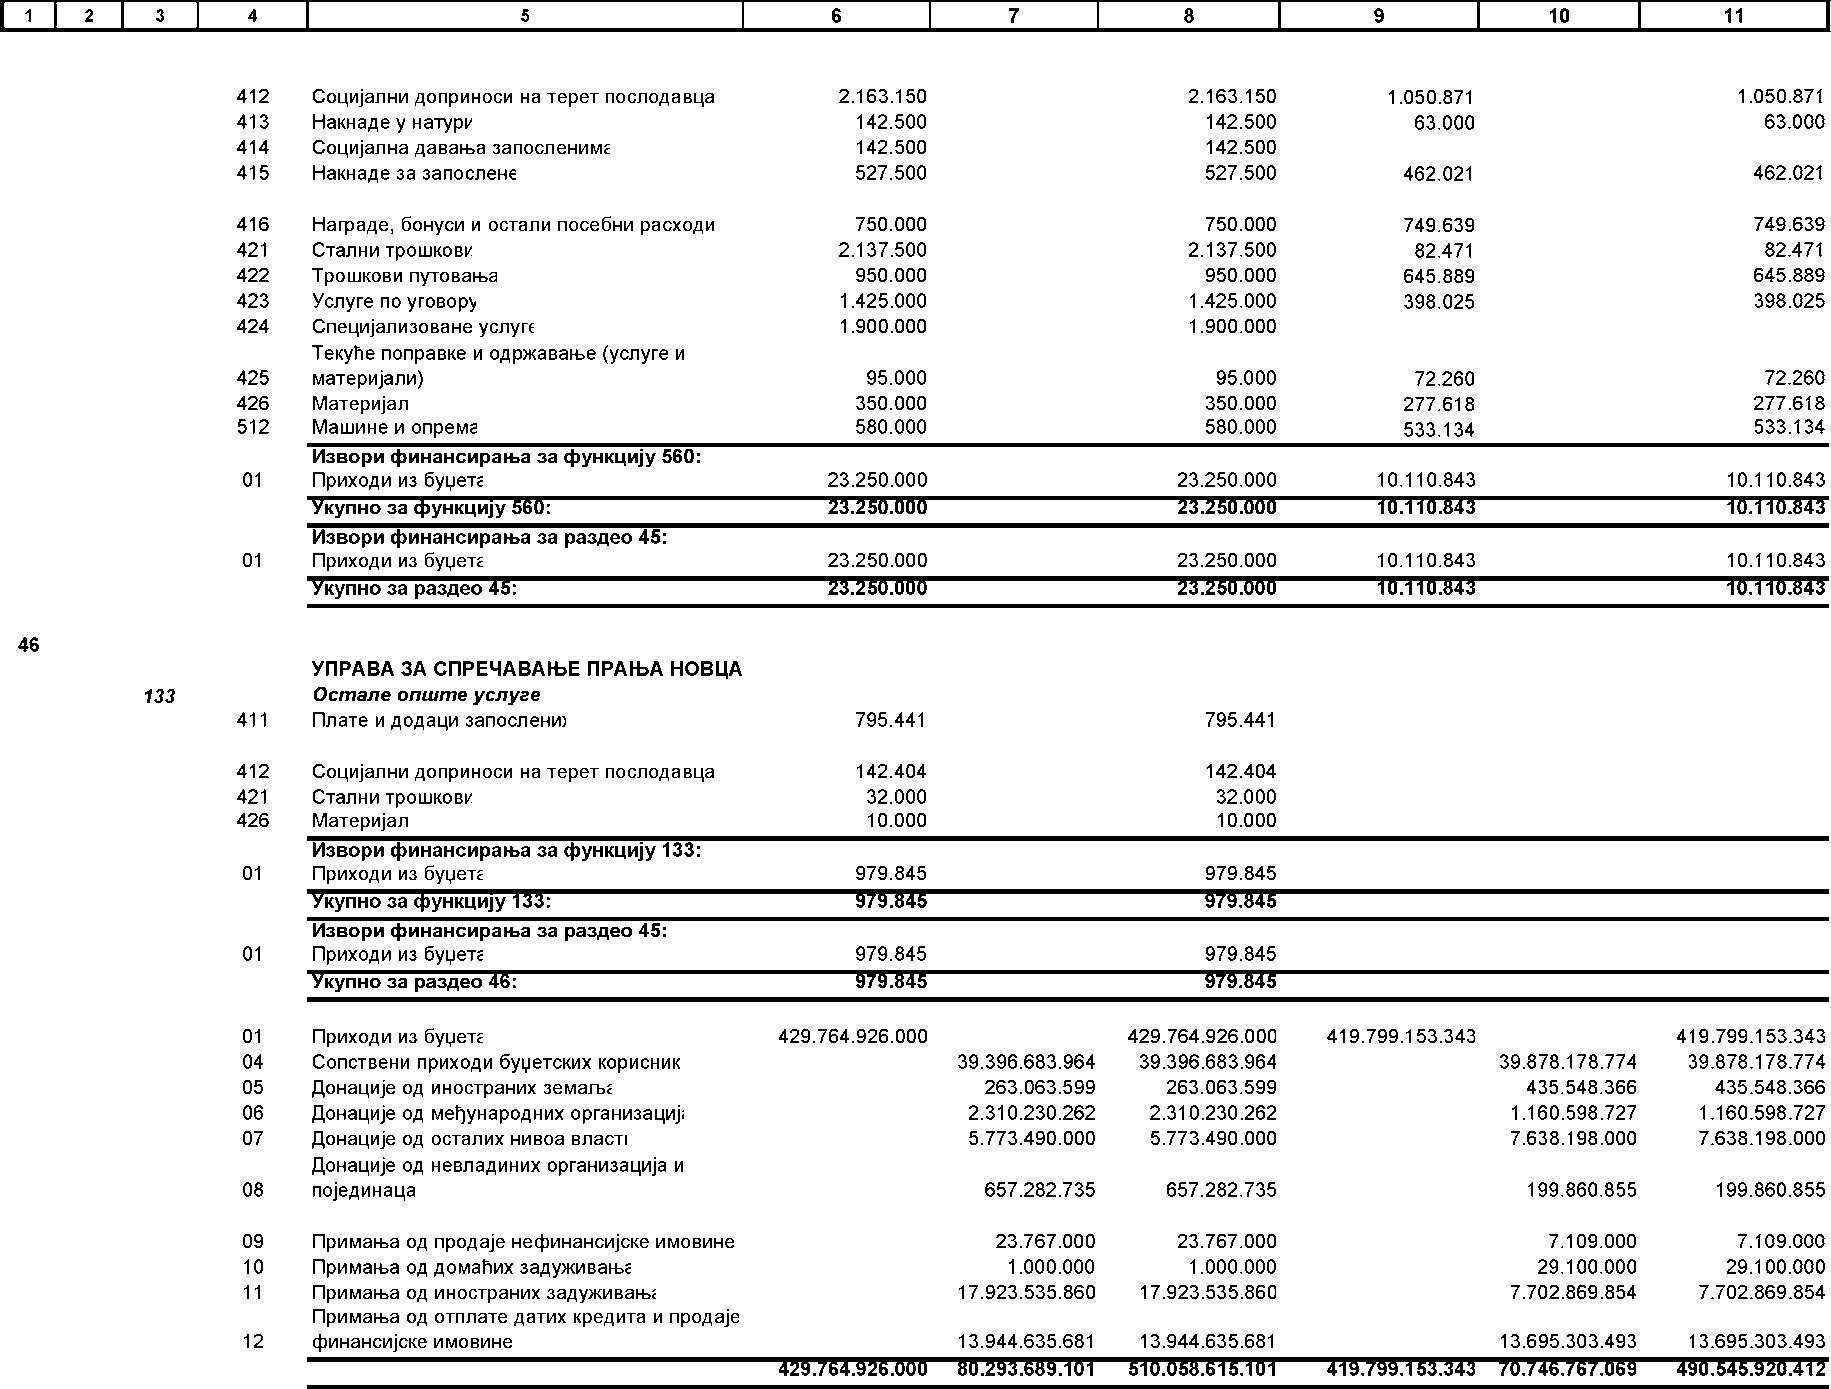 1 2 3 4 5 6 7 8 9 10 11
412 Социјални доприноси на терет послодавца 2.163.150 2.163.150 1.050.871 1.050.871
413 Накнаде у натури 142.500 142.500 63.000 63.000
414 Социјална давања запосленима 142.500 142.500
415 Накнаде за запослене 527.500 527.500 462.021 462.021
416 Награде, бонуси и остали посебни расходи 750.000 750.000 749.639 749.639
421 Стални трошкови 2.137.500 2.137.500 82.471 82.471
422 Трошкови путовања 950.000 950.000 645.889 645.889
423 Услуге по уговору 1.425.000 1.425.000 398.025 398.025
424 Специјализоване услуге 1.900.000 1.900.000
Текуће поправке и одржавање (услуге и
425 материјали) 95.000 95.000 72.260 72.260
426 Материјал 350.000 350.000 277.618 277.618
512 Машине и опрема 580.000 580.000 533.134 533.134
Извори финансирања за функцију 560:
01 Приходи из буџета 23.250.000 23.250.000 10.110.843 10.110.843
Укупно за функцију 560: 23.250.000 23.250.000 10.110.843 10.110.843
Извори финансирања за раздео 45:
01 Приходи из буџета 23.250.000 23.250.000 10.110.843 10.110.843
Укупно за раздео 45: 23.250.000 23.250.000 10.110.843 10.110.843
46
УПРАВА ЗА СПРЕЧАВАЊЕ ПРАЊА НОВЦА
133 Остале опште услуге
411 Плате и додаци запослених 795.441 795.441
412 Социјални доприноси на терет послодавца 142.404 142.404
421 Стални трошкови 32.000 32.000
426 Материјал 10.000 10.000
Извори финансирања за функцију 133:
01 Приходи из буџета 979.845 979.845
Укупно за функцију 133: 979.845 979.845
Извори финансирања за раздео 45:
01 Приходи из буџета 979.845 979.845
Укупно за раздео 46: 979.845 979.845
01 Приходи из буџета 429.764.926.000 429.764.926.000 419.799.153.343 419.799.153.343
04 Сопствени приходи буџетских корисник 39.396.683.964 39.396.683.964 39.878.178.774 39.878.178.774
05 Донације од иностраних земаља 263.063.599 263.063.599 435.548.366 435.548.366
06 Донације од међународних организација 2.310.230.262 2.310.230.262 1.160.598.727 1.160.598.727
07 Донације од осталих нивоа власти 5.773.490.000 5.773.490.000 7.638.198.000 7.638.198.000
Донације од невладиних организација и
08 појединаца 657.282.735 657.282.735 199.860.855 199.860.855
09 Примања од продаје нефинансијске имовине 23.767.000 23.767.000 7.109.000 7.109.000
10 Примања од домаћих задуживања 1.000.000 1.000.000 29.100.000 29.100.000
11 Примања од иностраних задуживања 17.923.535.860 17.923.535.860 7.702.869.854 7.702.869.854
Примања од отплате датих кредита и продаје
12 финансијске имовине 13.944.635.681 13.944.635.681 13.695.303.493 13.695.303.493
429.764.926.000 80.293.689.101 510.058.615.101 419.799.153.343 70.746.767.069 490.545.920.412